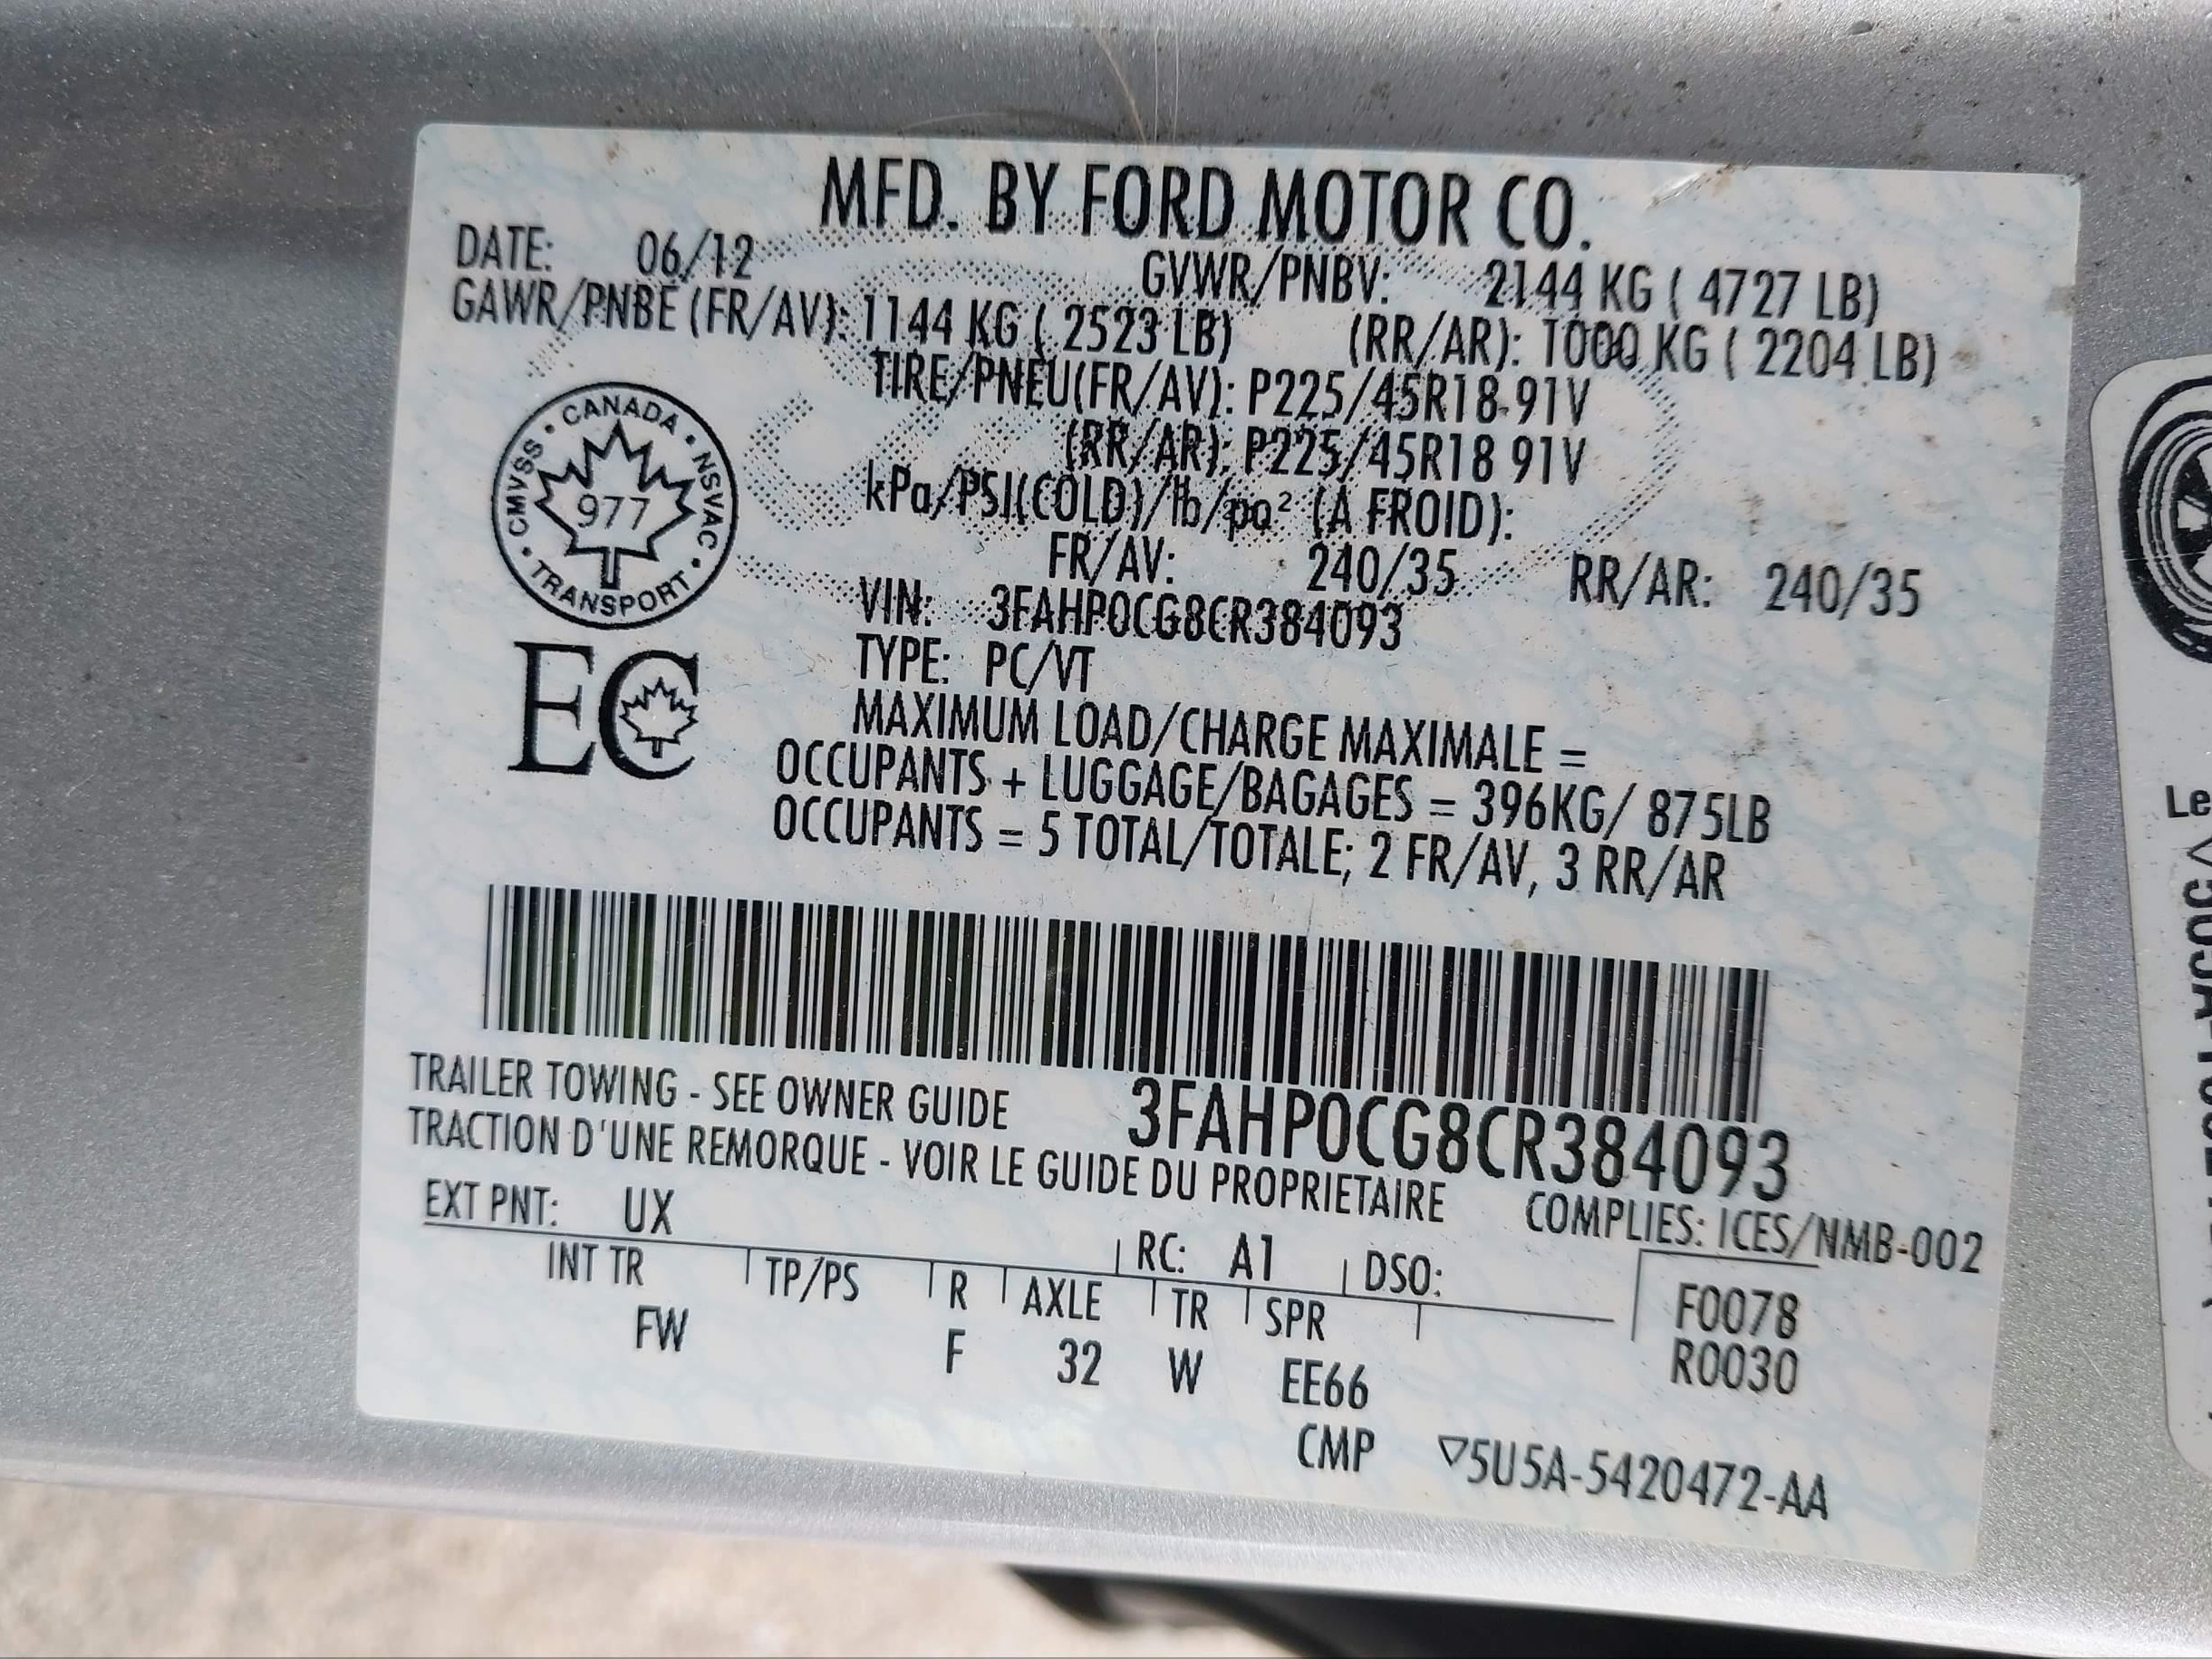 MFD. BY FORD MOTOR CO.
DATE: 06/12 GVWR/PNBV: 2144 KG ( 4727 LB)
GAWR/PNBE (FR/AV): 1144 KG ( 2523 LB) (RR/AR): 1000 KG ( 2204 LB)
TIRE/PNEU(FR/AV): P225/45R18 91V
(RR/AR): P225/45R18 91V
kPa/PSI(COLD)/lb/po² (A FROID):
FR/AV: 240/35 RR/AR: 240/35
VIN: 3FAHP0CG8CR384093
TYPE: PC/VT
MAXIMUM LOAD/CHARGE MAXIMALE =
OCCUPANTS + LUGGAGE/BAGAGES = 396KG/ 875LB
OCCUPANTS = 5 TOTAL/TOTALE; 2 FR/AV, 3 RR/AR
CANADA • NSVAC • TRANSPORT • CMVSS •
977
EC
TRAILER TOWING - SEE OWNER GUIDE
3FAHP0CG8CR384093
TRACTION D'UNE REMORQUE - VOIR LE GUIDE DU PROPRIETAIRE
COMPLIES: ICES/NMB-002
EXT PNT: UX RC: A1 DSO:
INT TR TP/PS R AXLE TR SPR F0078
FW F 32 W EE66 R0030
CMP ▽5U5A-5420472-AA
Le